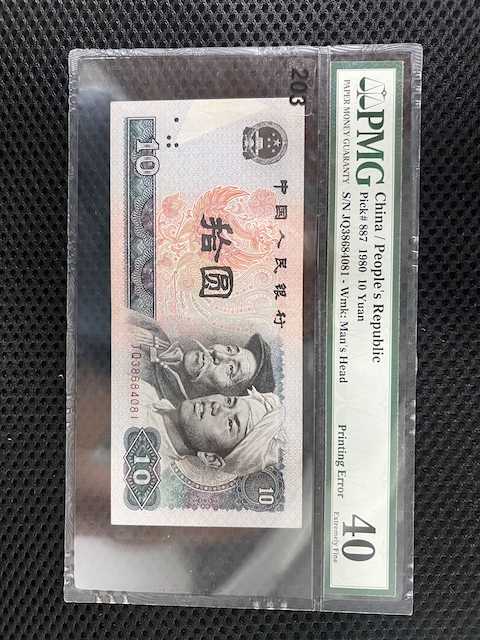 PMG
PAPER MONEY GUARANTY
China / People's Republic
Pick# 887 1980 10 Yuan
S/N JQ38684081 - Wmk: Man's Head
Printing Error
40
Extremely Fine
203
中国人民银行
拾圆
10
JQ38684081
10
10